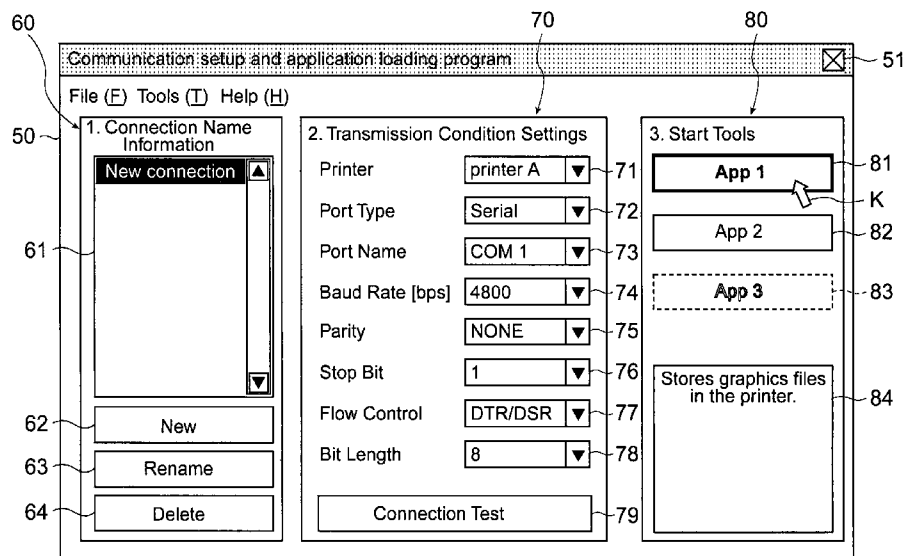 60
70
80
Communication setup and application loading program
51
File (F) Tools (T) Help (H)
50
1. Connection Name
Information
New connection
61
62
New
63
Rename
64
Delete
2. Transmission Condition Settings
Printer
printer A
71
Port Type
Serial
72
Port Name
COM 1
73
Baud Rate [bps]
4800
74
Parity
NONE
75
Stop Bit
1
76
Flow Control
DTR/DSR
77
Bit Length
8
78
Connection Test
79
3. Start Tools
App 1
81
K
App 2
82
App 3
83
Stores graphics files
in the printer.
84